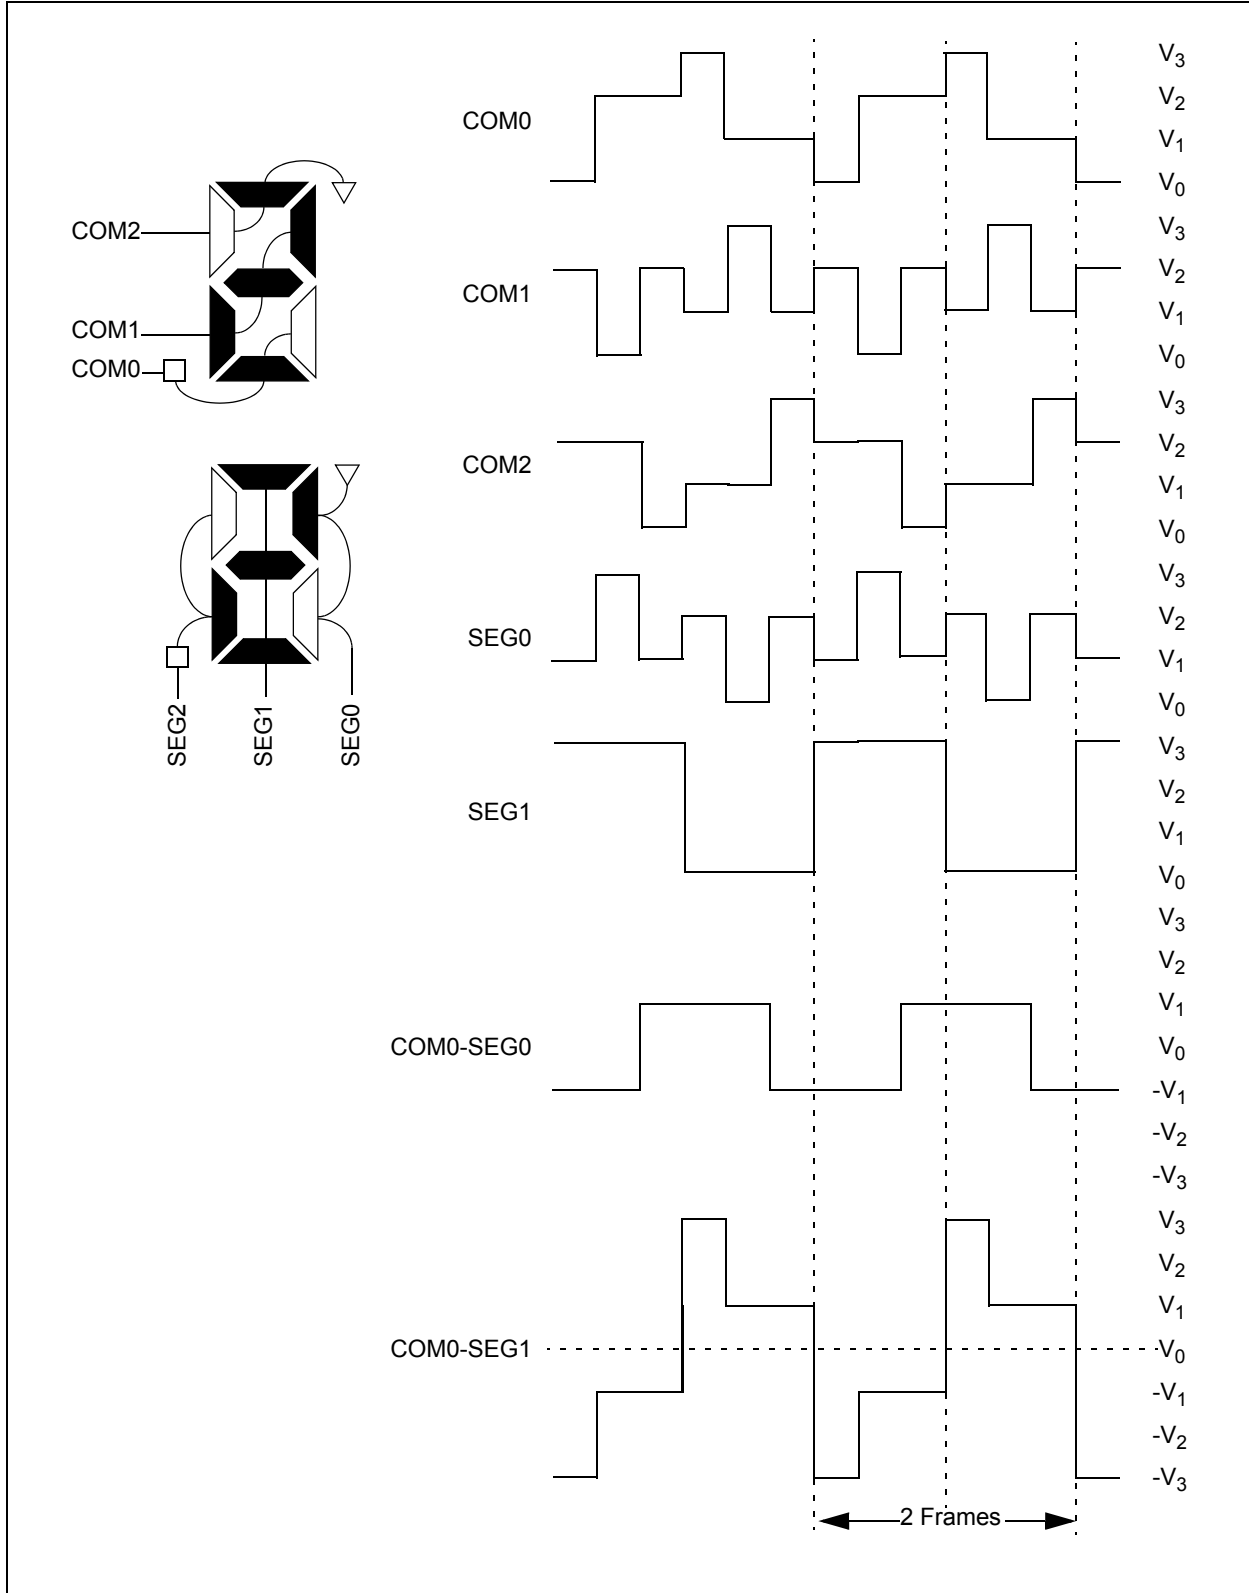 COM2
COM1
COM0
SEG2
SEG1
SEG0
COM0
V3
V2
V1
V0
COM1
V3
V2
V1
V0
COM2
V3
V2
V1
V0
SEG0
V3
V2
V1
V0
SEG1
V3
V2
V1
V0
COM0-SEG0
V3
V2
V1
V0
-V1
-V2
-V3
COM0-SEG1
V3
V2
V1
V0
-V1
-V2
-V3
2 Frames